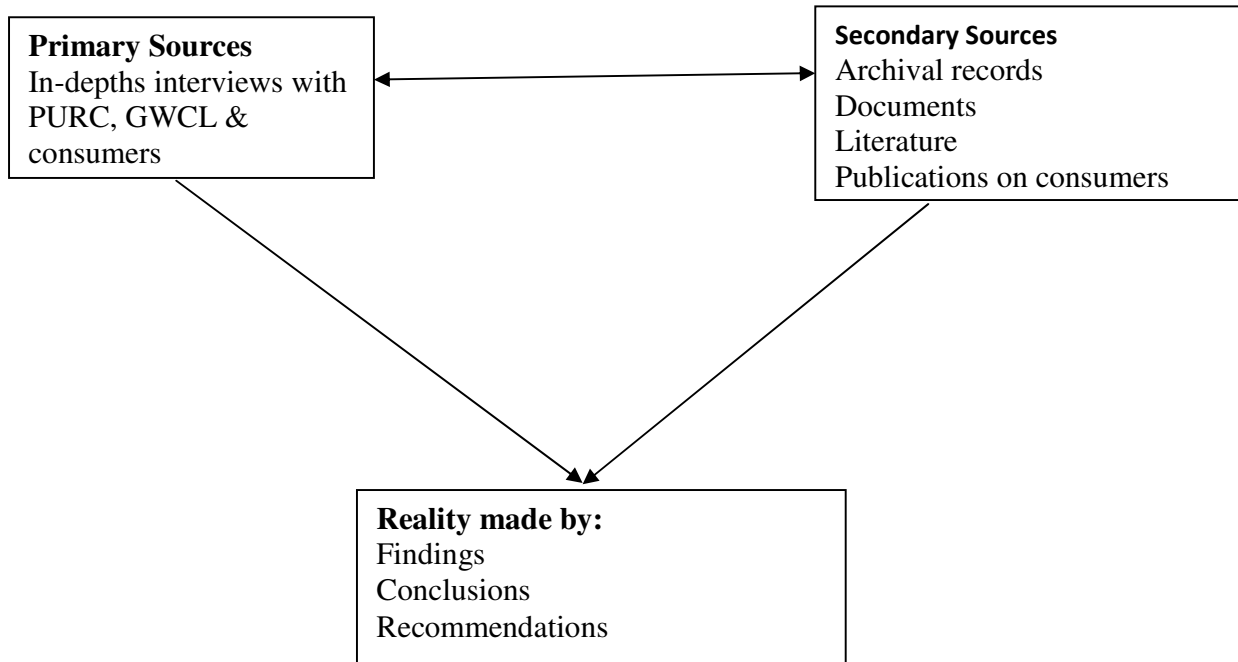 Primary Sources
In-depths interviews with
PURC, GWCL &
consumers
Secondary Sources
Archival records
Documents
Literature
Publications on consumers
Reality made by:
Findings
Conclusions
Recommendations